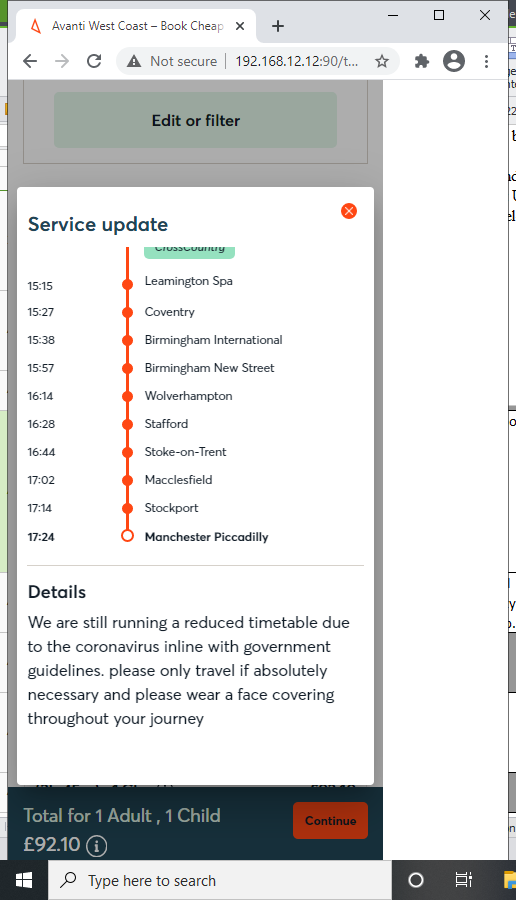 Avanti West Coast – Book Cheap
Not secure | 192.168.12.12:90/t...
Edit or filter
Service update
CrossCountry
15:15 Leamington Spa
15:27 Coventry
15:38 Birmingham International
15:57 Birmingham New Street
16:14 Wolverhampton
16:28 Stafford
16:44 Stoke-on-Trent
17:02 Macclesfield
17:14 Stockport
17:24 Manchester Piccadilly
Details
We are still running a reduced timetable due
to the coronavirus inline with government
guidelines. please only travel if absolutely
necessary and please wear a face covering
throughout your journey
Total for 1 Adult , 1 Child
£92.10
Continue
Type here to search